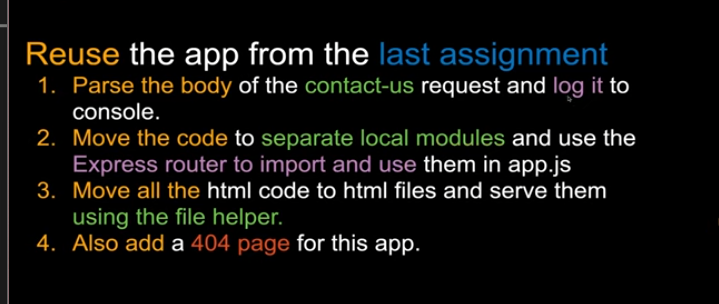 Reuse the app from the last assignment
1. Parse the body of the contact-us request and log it to
console.
2. Move the code to separate local modules and use the
Express router to import and use them in app.js
3. Move all the html code to html files and serve them
using the file helper.
4. Also add a 404 page for this app.